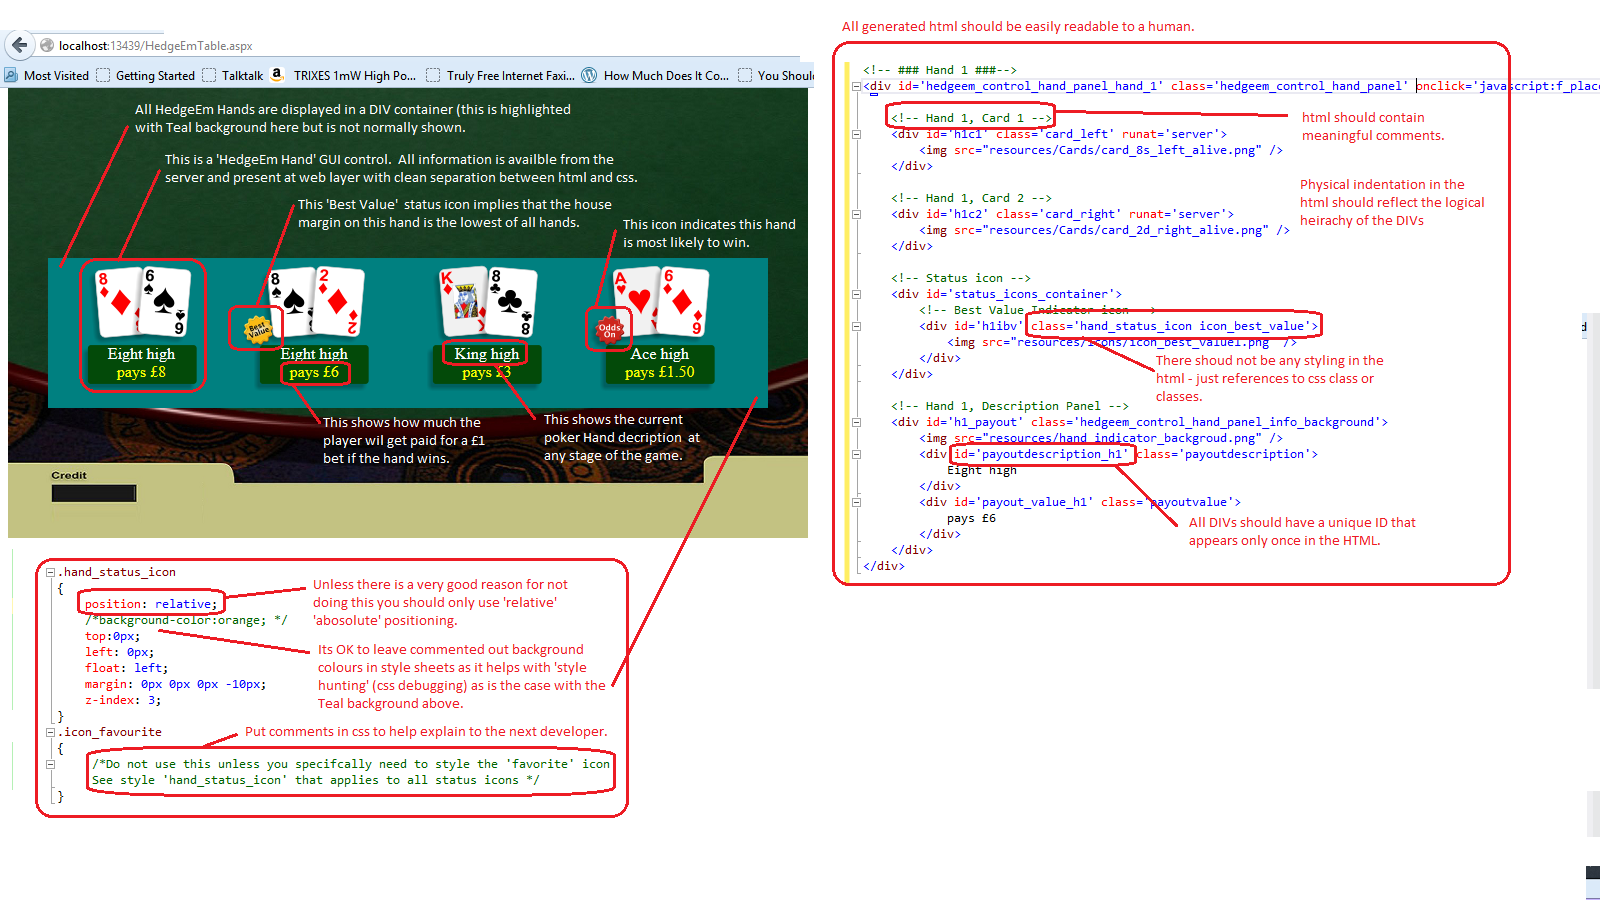 localhost:13439/HedgeEmTable.aspx
Most Visited
Getting Started
Talktalk
TRIXES 1mW High Po...
Truly Free Internet Faxi...
How Much Does It Co...
You Shoul
All HedgeEm Hands are displayed in a DIV container (this is highlighted
with Teal background here but is not normally shown.
This is a 'HedgeEm Hand' GUI control.  All information is availble from the
server and present at web layer with clean separation between html and css.
This 'Best Value'  status icon implies that the house
margin on this hand is the lowest of all hands.
This icon indicates this hand
is most likely to win.
8 6 9
8 2 2
K 8 8
A 6 9
Best Value
Odds On
Eight high
pays £8
Eight high
pays £6
King high
pays £3
Ace high
pays £1.50
This shows how much the
player wil get paid for a £1
bet if the hand wins.
This shows the current
poker Hand decription  at
any stage of the game.
Credit
.hand_status_icon
{
position: relative;
/*background-color:orange; */
top:0px;
left: 0px;
float: left;
margin: 0px 0px 0px -10px;
z-index: 3;
}
.icon_favourite
{
/*Do not use this unless you specifcally need to style the 'favorite' icon
See style 'hand_status_icon' that applies to all status icons */
}
Unless there is a very good reason for not
doing this you should only use 'relative'
'abosolute' positioning.
Its OK to leave commented out background
colours in style sheets as it helps with 'style
hunting' (css debugging) as is the case with the
Teal background above.
Put comments in css to help explain to the next developer.
All generated html should be easily readable to a human.
<!-- ### Hand 1 ###-->
<div id='hedgeem_control_hand_panel_hand_1' class='hedgeem_control_hand_panel' onclick='javascript:f_place
<!-- Hand 1, Card 1 -->
<div id='h1c1' class='card_left' runat='server'>
<img src="resources/Cards/card_8s_left_alive.png" />
</div>
<!-- Hand 1, Card 2 -->
<div id='h1c2' class='card_right' runat='server'>
<img src="resources/Cards/card_2d_right_alive.png" />
</div>
<!-- Status icon -->
<div id='status_icons_container'>
<!-- Best Value Indicator icon -->
<div id='h1ibv' class='hand_status_icon icon_best_value'>
<img src="resources/icons/icon_best_value1.png" />
</div>
</div>
<!-- Hand 1, Description Panel -->
<div id='h1_payout' class='hedgeem_control_hand_panel_info_background'>
<img src="resources/hand_indicator_backgroud.png" />
<div id='payoutdescription_h1' class='payoutdescription'>
Eight high
</div>
<div id='payout_value_h1' class='payoutvalue'>
pays £6
</div>
</div>
</div>
html should contain
meaningful comments.
Physical indentation in the
html should reflect the logical
heirachy of the DIVs
There shoud not be any styling in the
html - just references to css class or
classes.
All DIVs should have a unique ID that
appears only once in the HTML.
d